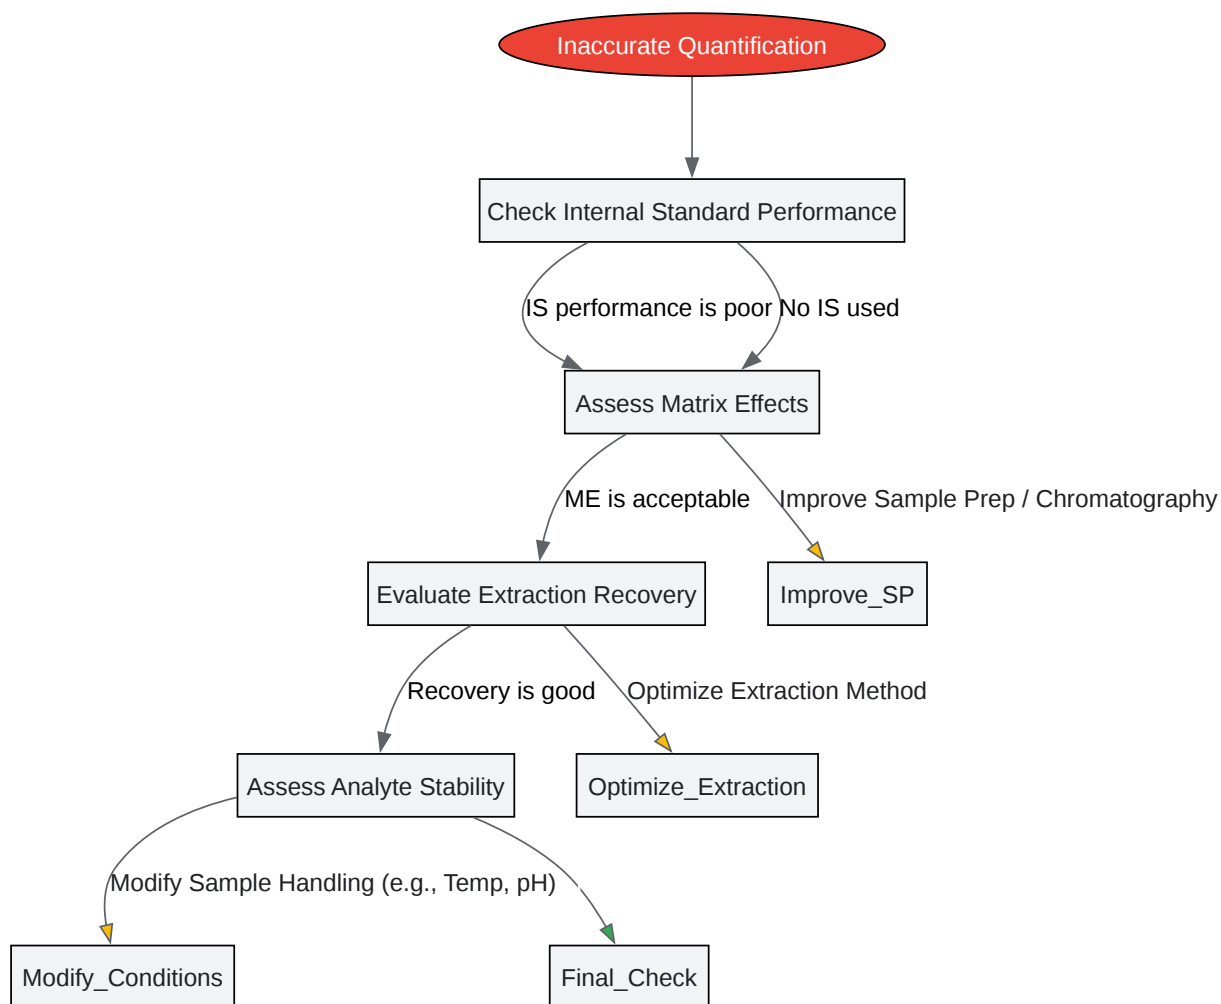 Inaccurate Quantification
Check Internal Standard Performance
IS performance is poor
No IS used
Assess Matrix Effects
ME is acceptable
Improve Sample Prep / Chromatography
Evaluate Extraction Recovery
Improve_SP
Recovery is good
Optimize Extraction Method
Assess Analyte Stability
Optimize_Extraction
Modify Sample Handling (e.g., Temp, pH)
Modify_Conditions
Final_Check